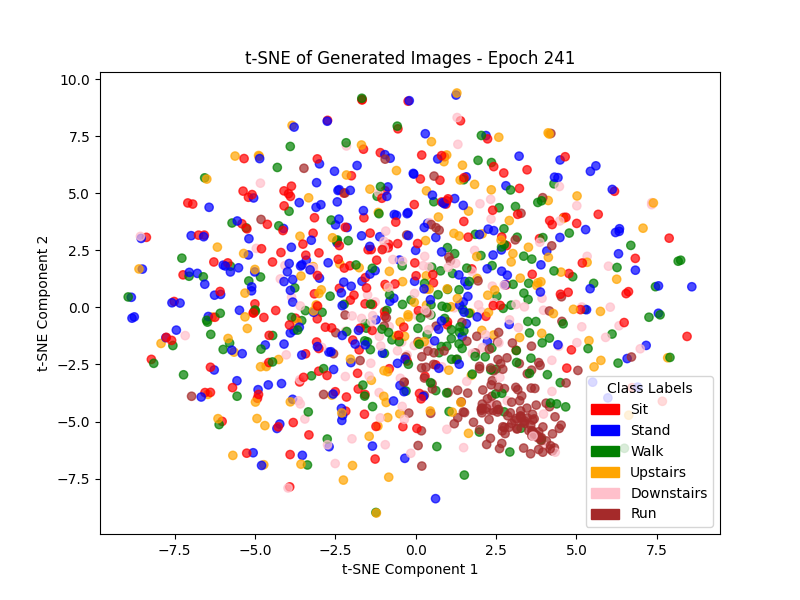 t-SNE of Generated Images - Epoch 241
t-SNE Component 2
10.0
7.5
5.0
2.5
0.0
−2.5
−5.0
−7.5
Class Labels
Sit
Stand
Walk
Upstairs
Downstairs
Run
−7.5
−5.0
−2.5
0.0
2.5
5.0
7.5
t-SNE Component 1